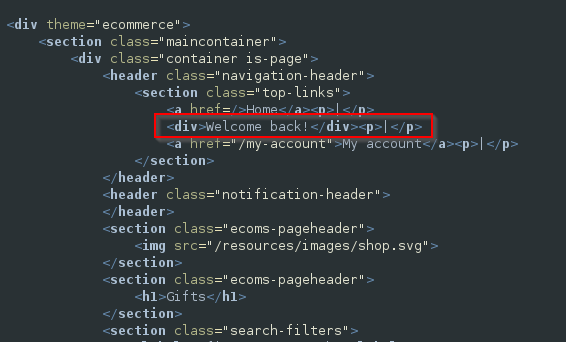 <div theme="ecommerce">
<section class="maincontainer">
<div class="container is-page">
<header class="navigation-header">
<section class="top-links">
<a href=/>Home</a><p>|</p>
<div>Welcome back!</div><p>|</p>
<a href="/my-account">My account</a><p>|</p>
</section>
</header>
<header class="notification-header">
</header>
<section class="ecoms-pageheader">
<img src="/resources/images/shop.svg">
</section>
<section class="ecoms-pageheader">
<h1>Gifts</h1>
</section>
<section class="search-filters">